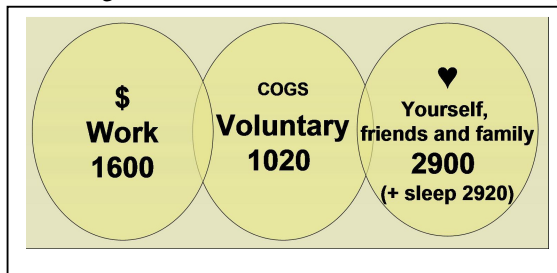 $
Work
1600
COGS
Voluntary
1020
♥
Yourself,
friends and family
2900
(+ sleep 2920)